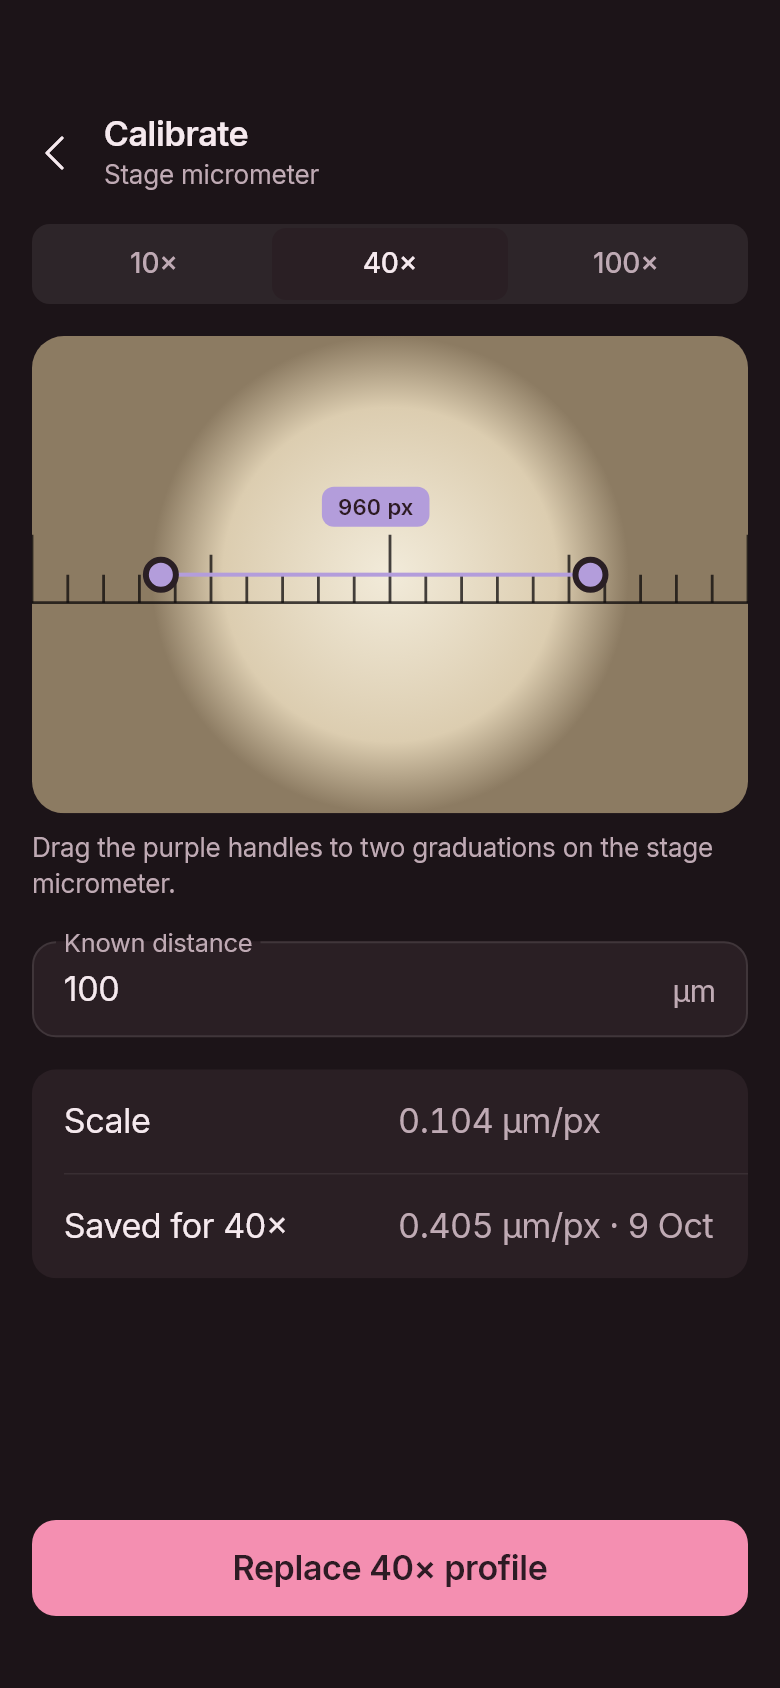 Calibrate
Stage micrometer
10×
40×
100×
960 px
Drag the purple handles to two graduations on the stage
micrometer.
Known distance
100
µm
Scale
0.104 µm/px
Saved for 40×
0.405 µm/px · 9 Oct
Replace 40× profile